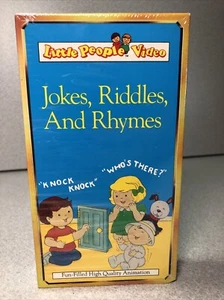 Little People Video
Jokes, Riddles,
And Rhymes
"KNOCK
KNOCK"
"WHO'S THERE?"
Fun-Filled High Quality Animation